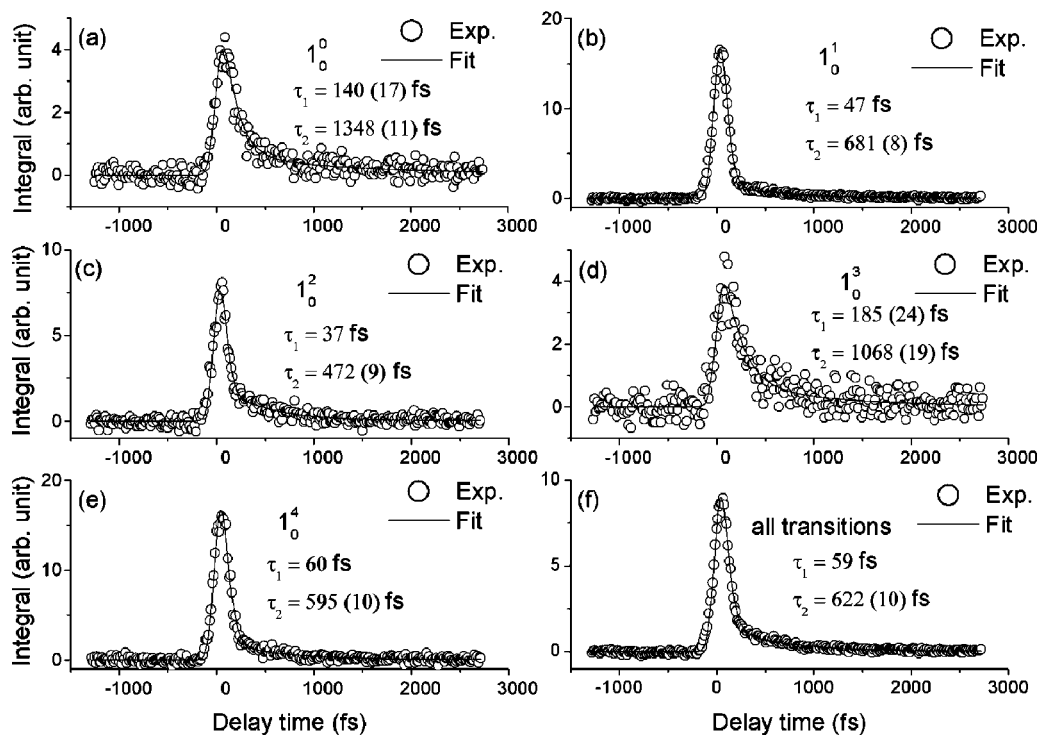 (a)
1⁰₀
Exp.
Fit
τ₁ = 140 (17) fs
τ₂ = 1348 (11) fs
Integral (arb. unit)
4
2
0
-1000
0
1000
2000
3000
(b)
1¹₀
Exp.
Fit
τ₁ = 47 fs
τ₂ = 681 (8) fs
20
10
0
-1000
0
1000
2000
3000
(c)
1²₀
Exp.
Fit
τ₁ = 37 fs
τ₂ = 472 (9) fs
Integral (arb. unit)
10
5
0
-1000
0
1000
2000
3000
(d)
1³₀
Exp.
Fit
τ₁ = 185 (24) fs
τ₂ = 1068 (19) fs
4
2
0
-1000
0
1000
2000
3000
(e)
1⁴₀
Exp.
Fit
τ₁ = 60 fs
τ₂ = 595 (10) fs
Integral (arb. unit)
20
10
0
-1000
0
1000
2000
3000
Delay time (fs)
(f)
Exp.
Fit
all transitions
τ₁ = 59 fs
τ₂ = 622 (10) fs
10
5
0
-1000
0
1000
2000
3000
Delay time (fs)